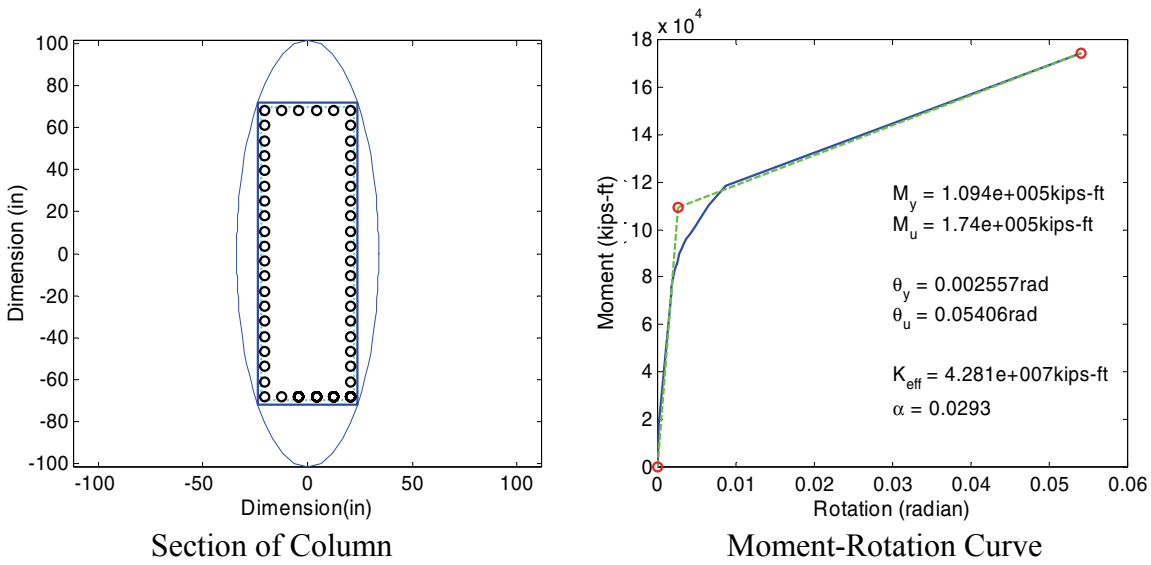 100
80
60
40
20
0
-20
-40
-60
-80
-100
-100
-50
0
50
100
Dimension (in)
Dimension(in)
Section of Column
18 x 10^4
16
14
12
10
8
6
4
2
0
0
0.01
0.02
0.03
0.04
0.05
0.06
Moment (kips-ft)
Rotation (radian)
M_y = 1.094e+005kips-ft
M_u = 1.74e+005kips-ft
θ_y = 0.002557rad
θ_u = 0.05406rad
K_eff = 4.281e+007kips-ft
α = 0.0293
Moment-Rotation Curve